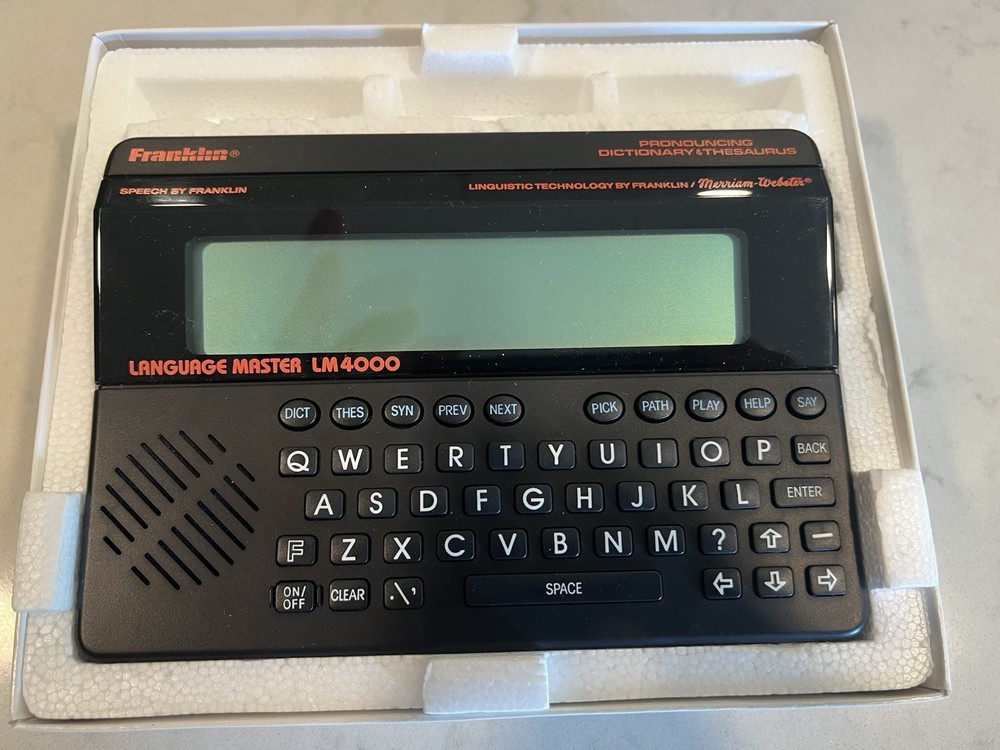 Franklin®
PRONOUNCING
DICTIONARY & THESAURUS
SPEECH BY FRANKLIN
LINGUISTIC TECHNOLOGY BY FRANKLIN / Merriam-Webster®
LANGUAGE MASTER LM4000
DICT THES SYN PREV NEXT PICK PATH PLAY HELP SAY
Q W E R T Y U I O P BACK
A S D F G H J K L ENTER
F Z X C V B N M ? ⇧ —
ON/
OFF CLEAR .\' SPACE ⇦ ⇩ ⇨